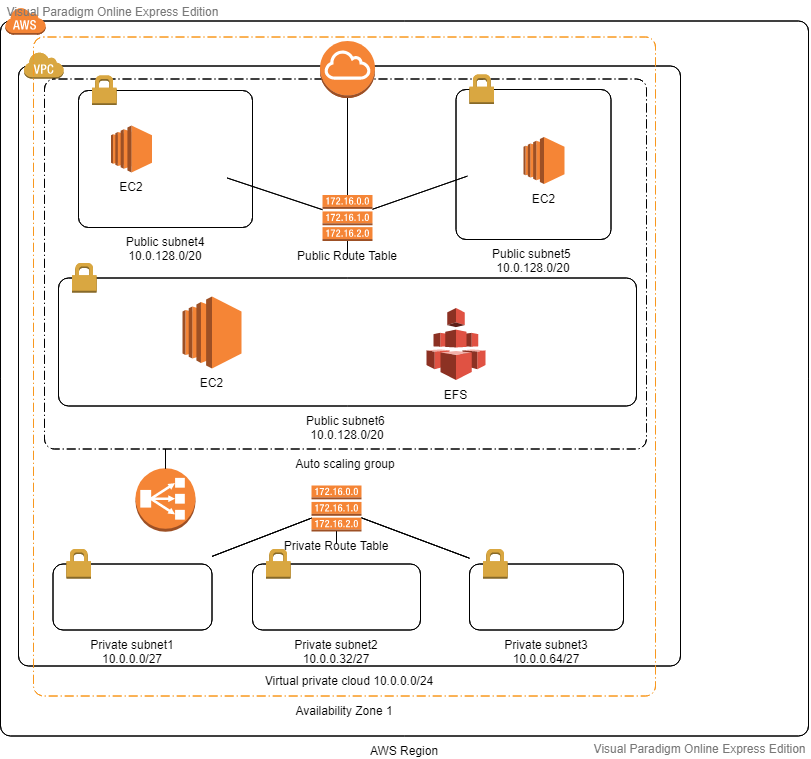 Visual Paradigm Online Express Edition
AWS
VPC
EC2
EC2
172.16.0.0
172.16.1.0
172.16.2.0
Public Route Table
Public subnet4
10.0.128.0/20
Public subnet5
10.0.128.0/20
EC2
EFS
Public subnet6
10.0.128.0/20
Auto scaling group
172.16.0.0
172.16.1.0
172.16.2.0
Private Route Table
Private subnet1
10.0.0.0/27
Private subnet2
10.0.0.32/27
Private subnet3
10.0.0.64/27
Virtual private cloud 10.0.0.0/24
Availability Zone 1
AWS Region
Visual Paradigm Online Express Edition